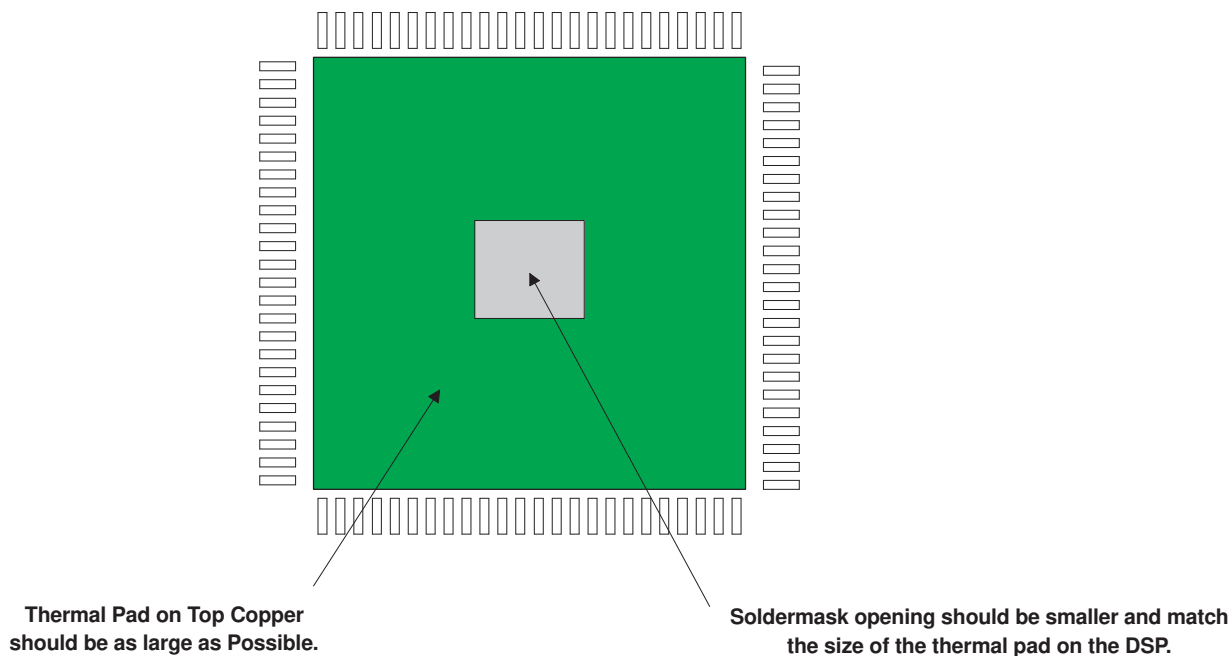 Thermal Pad on Top Copper
should be as large as Possible.
Soldermask opening should be smaller and match
the size of the thermal pad on the DSP.